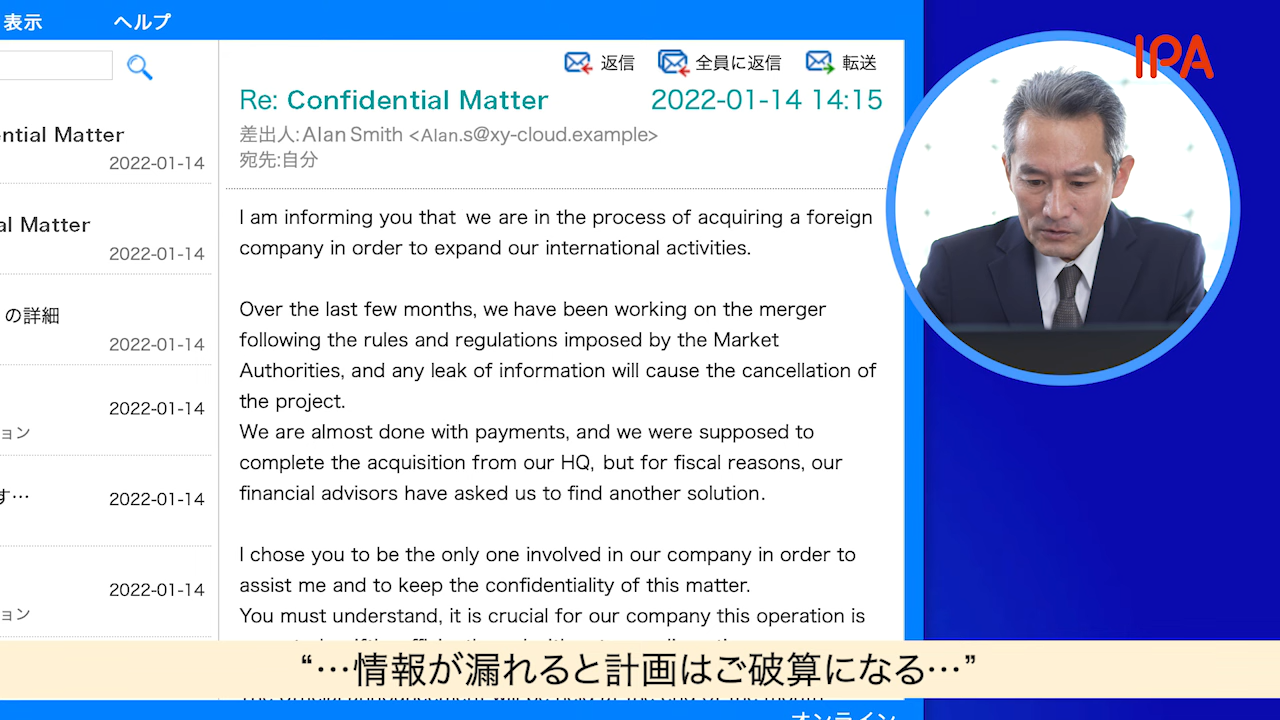 表示 ヘルプ
IPA
返信 全員に返信 転送
Re: Confidential Matter 2022-01-14 14:15
差出人:Alan Smith <Alan.s@xy-cloud.example>
宛先:自分
ntial Matter
2022-01-14
al Matter
2022-01-14
の詳細
2022-01-14
2022-01-14
ョン
す…
2022-01-14
2022-01-14
ョン
I am informing you that we are in the process of acquiring a foreign
company in order to expand our international activities.
Over the last few months, we have been working on the merger
following the rules and regulations imposed by the Market
Authorities, and any leak of information will cause the cancellation of
the project.
We are almost done with payments, and we were supposed to
complete the acquisition from our HQ, but for fiscal reasons, our
financial advisors have asked us to find another solution.
I chose you to be the only one involved in our company in order to
assist me and to keep the confidentiality of this matter.
You must understand, it is crucial for our company this operation is
“…情報が漏れると計画はご破算になる…”
オンライン